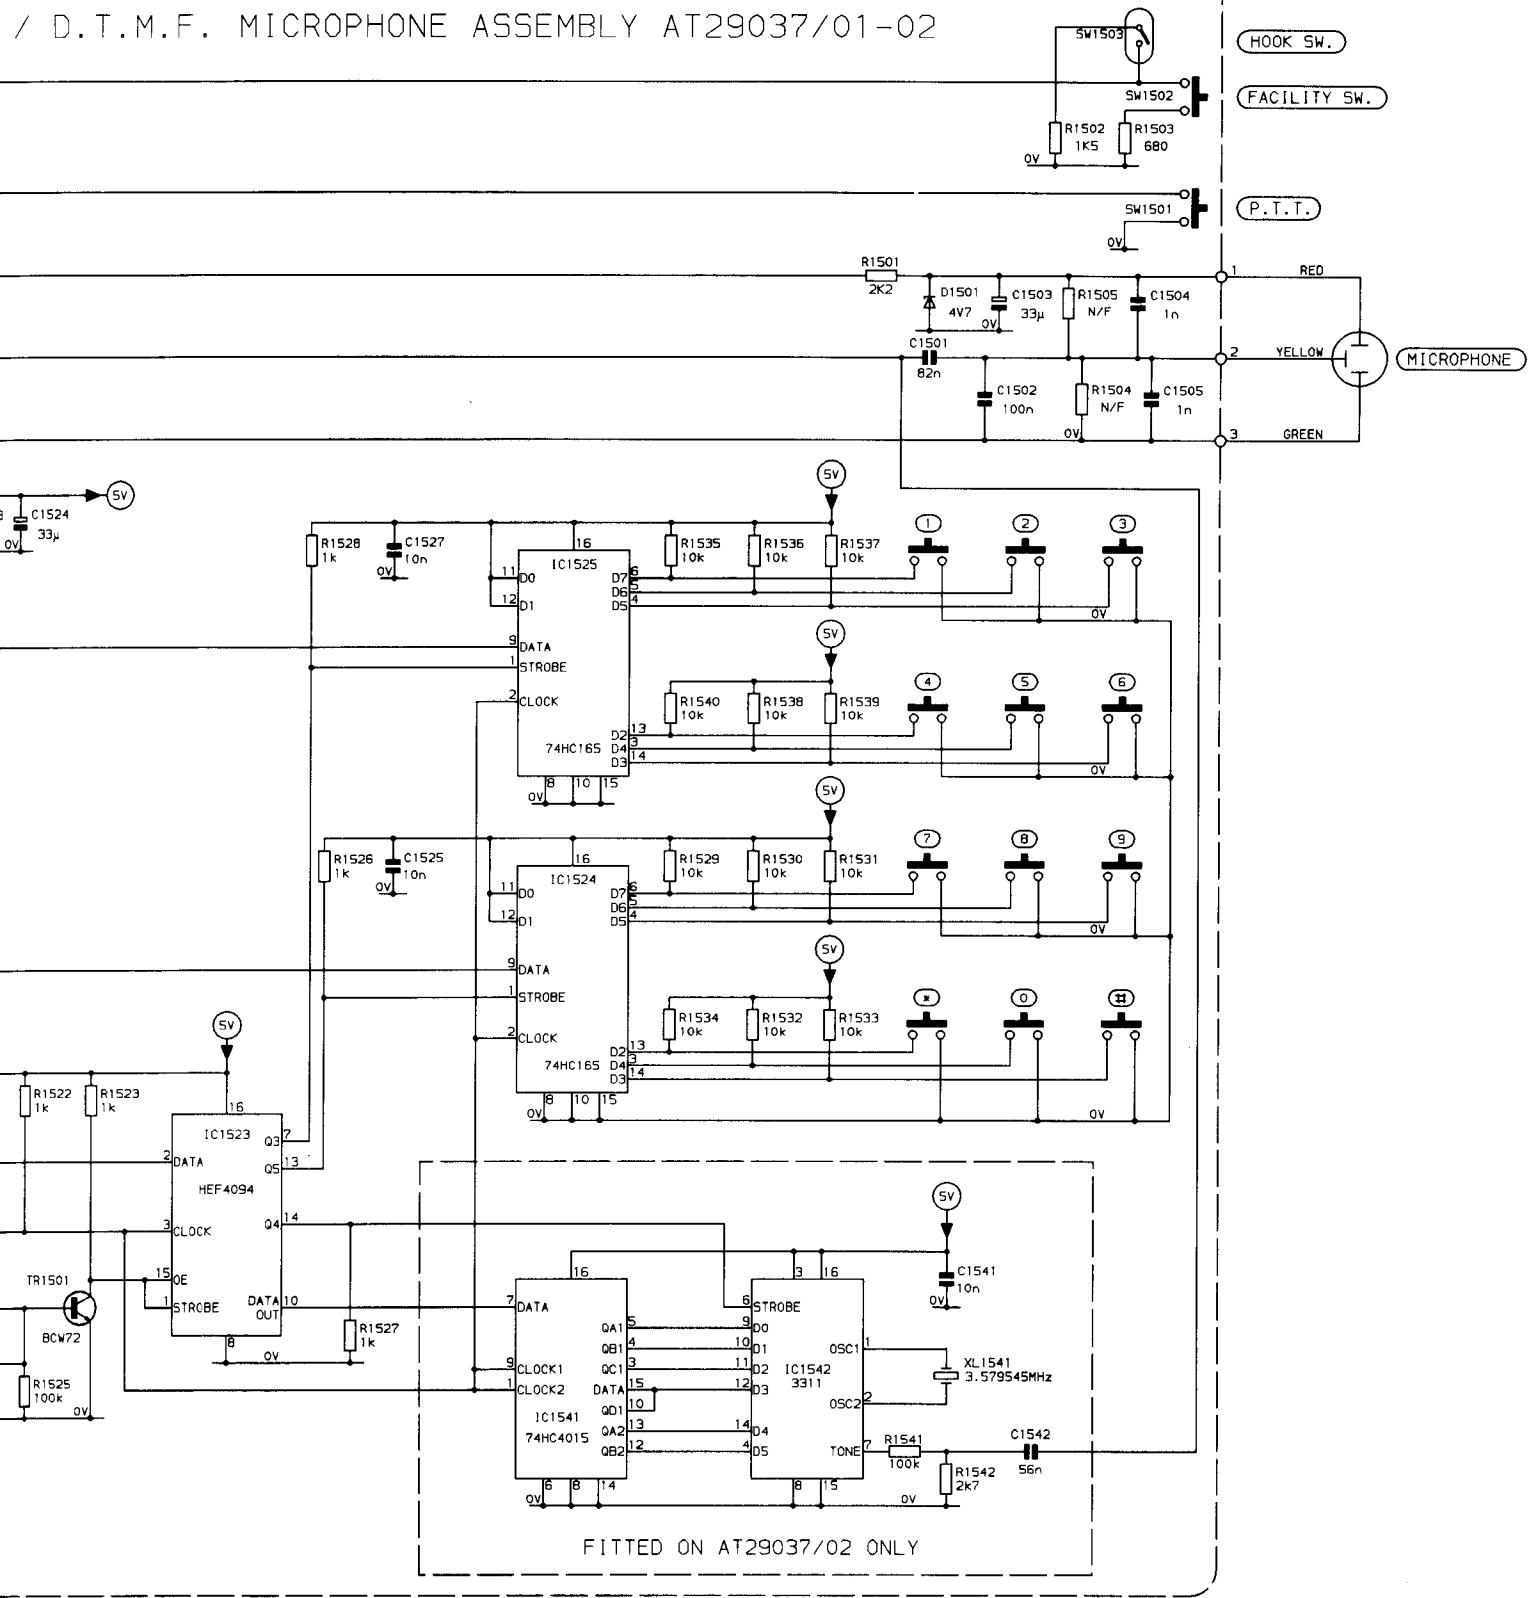 / D.T.M.F. MICROPHONE ASSEMBLY AT29037/01-02
SW1503
HOOK SW.
SW1502
FACILITY SW.
R1502
1K5
R1503
680
0V
SW1501
P.T.T.
0V
R1501
2K2
1
RED
D1501
4V7
C1503
33µ
R1505
N/F
C1504
1n
0V
C1501
82n
2
YELLOW
MICROPHONE
C1502
100n
R1504
N/F
C1505
1n
0V
3
GREEN
5V
C1524
33µ
0V
5V
R1528
1k
C1527
10n
0V
16
IC1525
11
D0
12
D1
9
DATA
1
STROBE
2
CLOCK
74HC165
D7
6
D6
5
D5
4
D2
13
D4
3
D3
14
8
10
15
0V
R1535
10k
R1536
10k
R1537
10k
1
2
3
0V
5V
R1540
10k
R1538
10k
R1539
10k
4
5
6
0V
5V
R1526
1k
C1525
10n
0V
16
IC1524
11
D0
12
D1
9
DATA
1
STROBE
2
CLOCK
74HC165
D7
6
D6
5
D5
4
D2
13
D4
3
D3
14
8
10
15
0V
R1529
10k
R1530
10k
R1531
10k
7
8
9
0V
5V
R1534
10k
R1532
10k
R1533
10k
*
0
#
0V
5V
R1522
1k
R1523
1k
16
IC1523
HEF4094
2
DATA
3
CLOCK
15
OE
1
STROBE
Q3
7
Q5
13
Q4
14
DATA
OUT
10
8
0V
TR1501
BCW72
R1525
100k
0V
R1527
1k
5V
C1541
10n
0V
16
7
DATA
9
CLOCK1
1
CLOCK2
QA1
5
QB1
4
QC1
3
DATA
15
QD1
10
QA2
13
QB2
12
IC1541
74HC4015
6
8
14
0V
3
16
6
STROBE
9
D0
10
D1
11
D2
12
D3
14
D4
4
D5
IC1542
3311
OSC1
1
OSC2
2
TONE
7
8
15
0V
XL1541
3.579545MHz
R1541
100k
R1542
2k7
C1542
56n
FITTED ON AT29037/02 ONLY